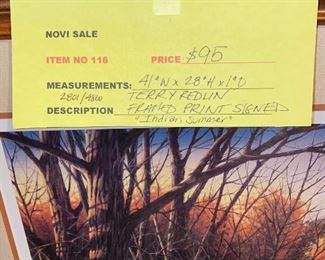 NOVI SALE
ITEM NO 116 PRICE $95
MEASUREMENTS: 41"W x 28"H x 1"D
2801/4800 TERRY REDLIN
DESCRIPTION FRAMED PRINT SIGNED
"Indian Summer"